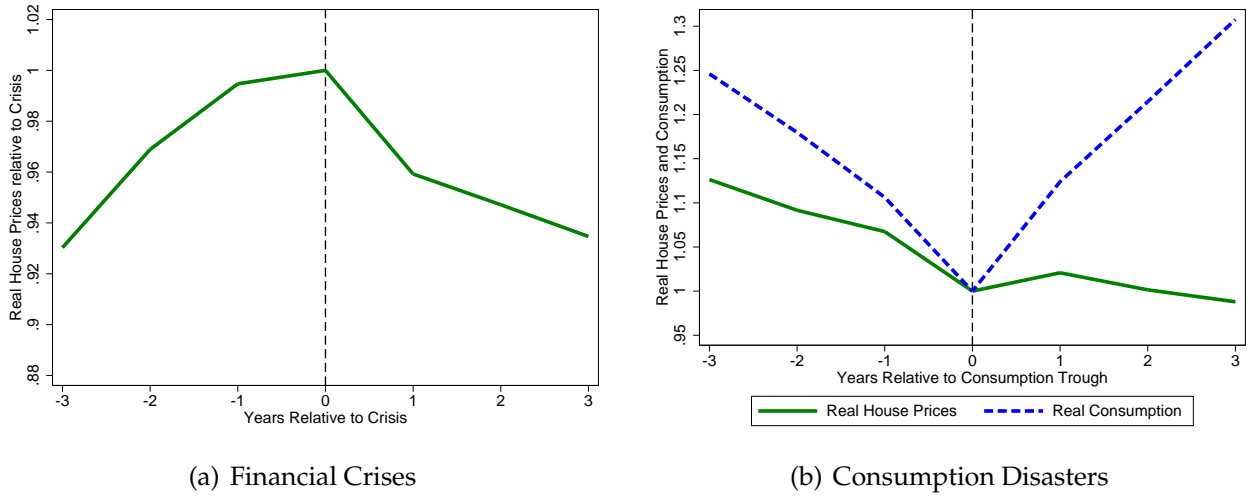 Real House Prices relative to Crisis
1.02
1
.98
.96
.94
.92
.9
.88
-3 -2 -1 0 1 2 3
Years Relative to Crisis
(a) Financial Crises
Real House Prices and Consumption
1.3
1.25
1.2
1.15
1.1
1.05
1
.95
-3 -2 -1 0 1 2 3
Years Relative to Consumption Trough
Real House Prices Real Consumption
(b) Consumption Disasters